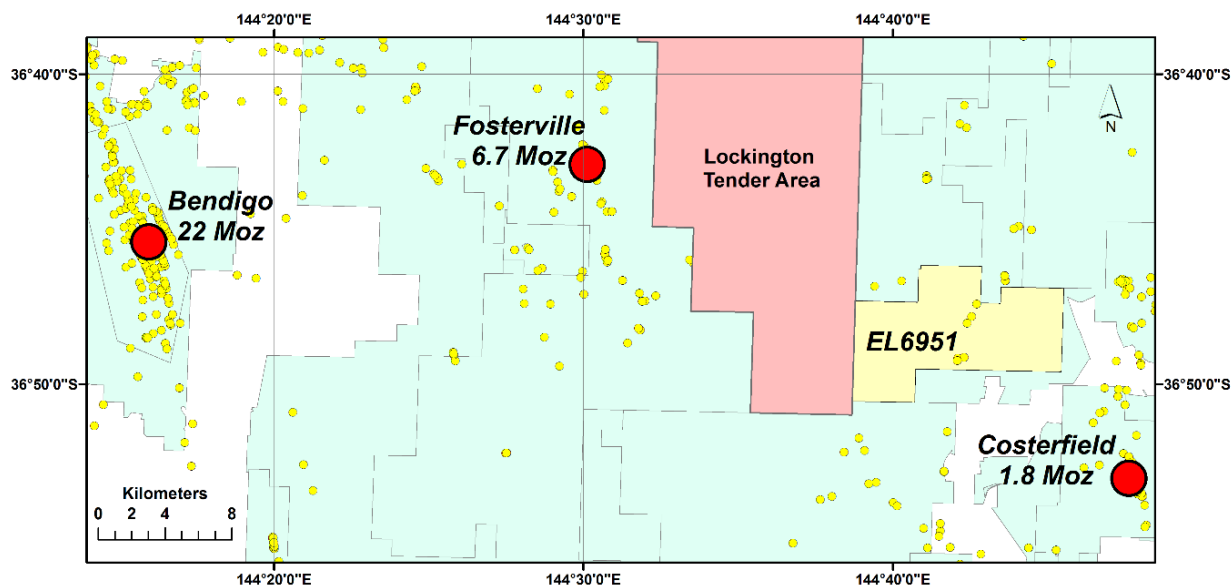 144°20'0"E 144°30'0"E 144°40'0"E
36°40'0"S 36°40'0"S
N
Fosterville
6.7 Moz
Lockington
Tender Area
Bendigo
22 Moz
EL6951
36°50'0"S 36°50'0"S
Costerfield
1.8 Moz
Kilometers
0 2 4 8
144°20'0"E 144°30'0"E 144°40'0"E